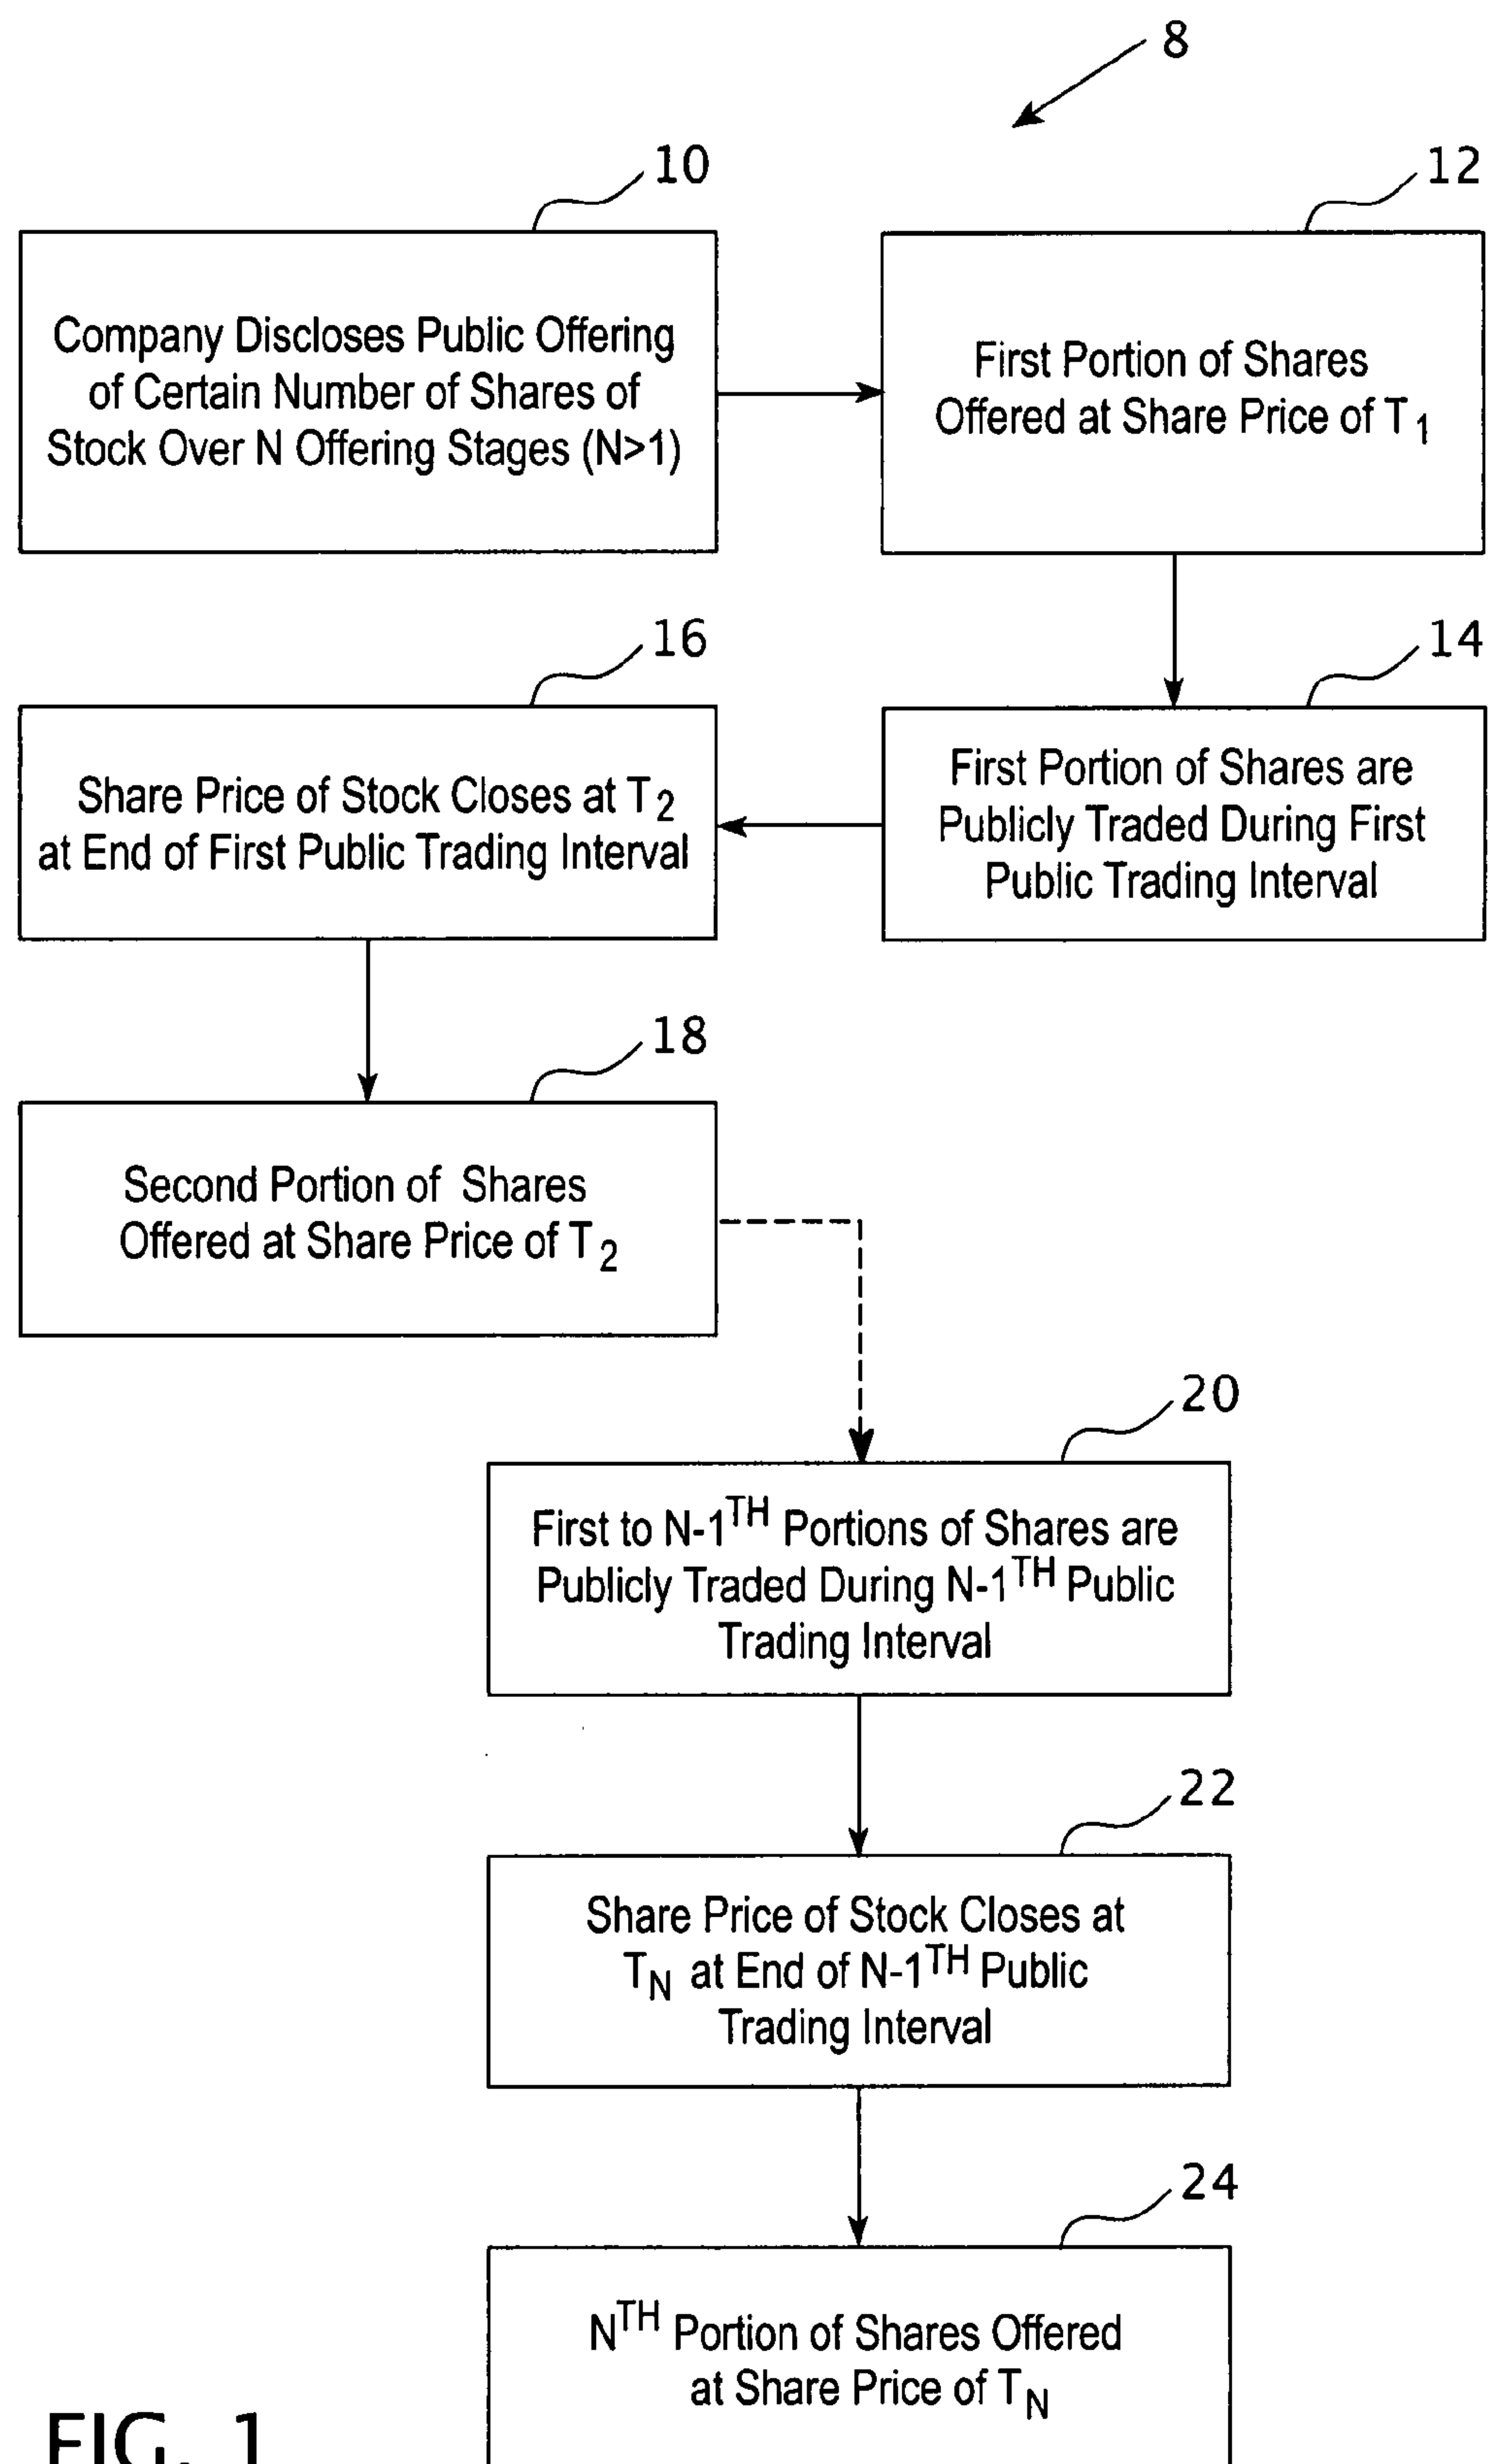 8
10
Company Discloses Public Offering
of Certain Number of Shares of
Stock Over N Offering Stages (N>1)
12
First Portion of Shares
Offered at Share Price of T1
14
First Portion of Shares are
Publicly Traded During First
Public Trading Interval
16
Share Price of Stock Closes at T2
at End of First Public Trading Interval
18
Second Portion of Shares
Offered at Share Price of T2
20
First to N-1TH Portions of Shares are
Publicly Traded During N-1TH Public
Trading Interval
22
Share Price of Stock Closes at
TN at End of N-1TH Public
Trading Interval
24
NTH Portion of Shares Offered
at Share Price of TN
FIG. 1